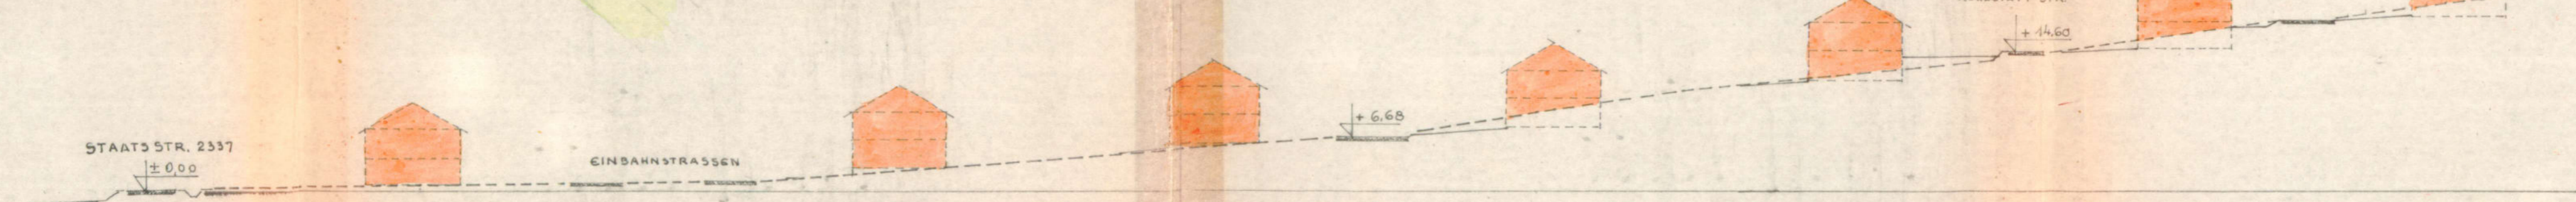 STAATS STR. 2337
± 0,00
EINBAHNSTRASSEN
+ 6,68
+ 14,60